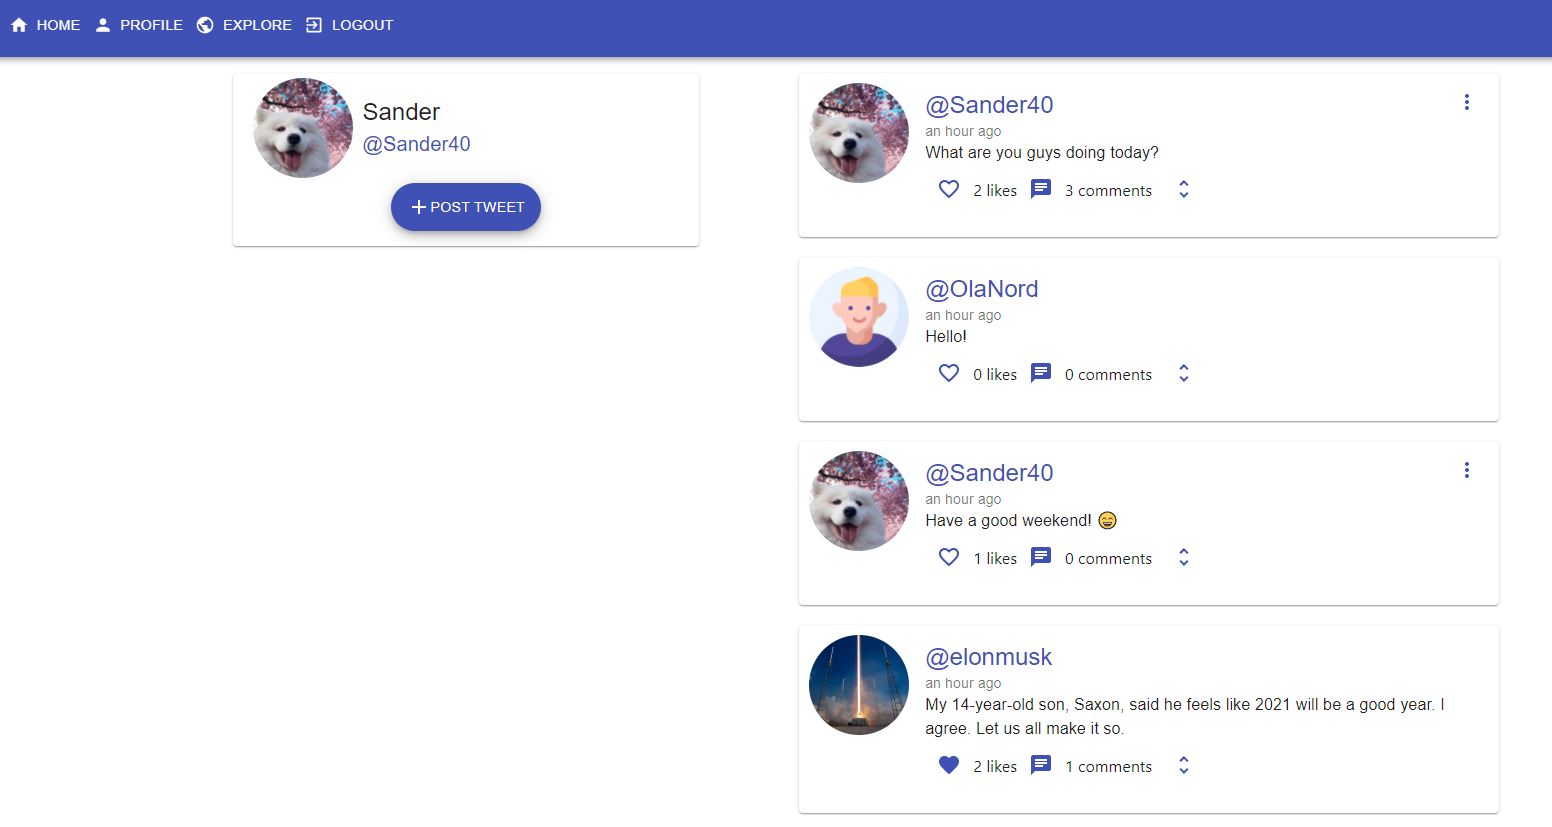 HOME PROFILE EXPLORE LOGOUT
Sander
@Sander40
POST TWEET
@Sander40
an hour ago
What are you guys doing today?
2 likes 3 comments
@OlaNord
an hour ago
Hello!
0 likes 0 comments
@Sander40
an hour ago
Have a good weekend! 😄
1 likes 0 comments
@elonmusk
an hour ago
My 14-year-old son, Saxon, said he feels like 2021 will be a good year. I
agree. Let us all make it so.
2 likes 1 comments